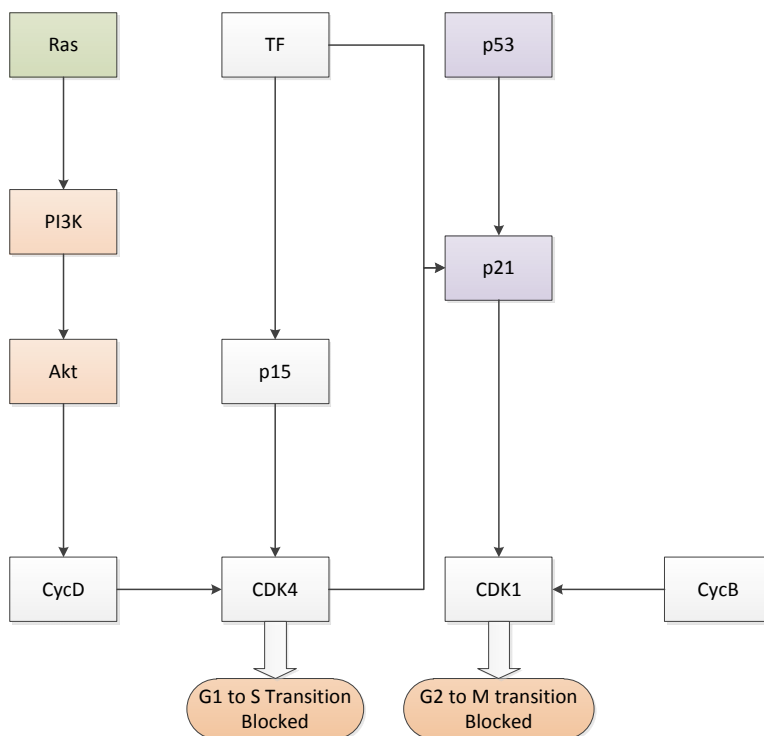 Ras
TF
p53
PI3K
p21
Akt
p15
CycD
CDK4
CDK1
CycB
G1 to S Transition
Blocked
G2 to M transition
Blocked